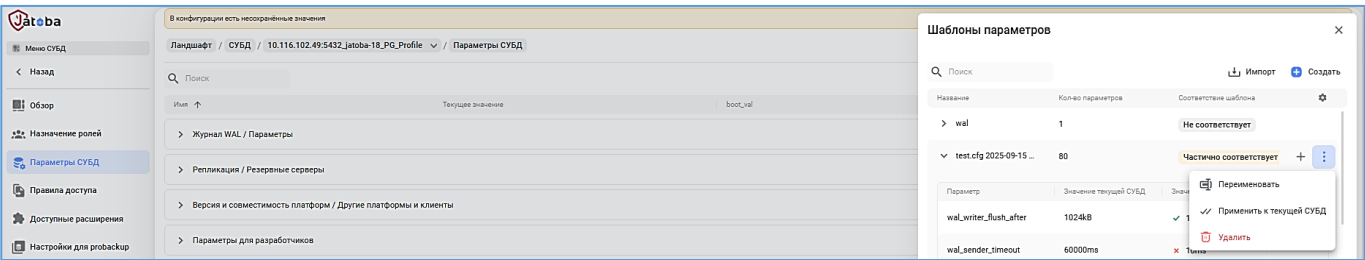 Jatoba
Меню СУБД
Назад
Обзор
Назначение ролей
Параметры СУБД
Правила доступа
Доступные расширения
Настройки для probackup
В конфигурации есть несохранённые значения
Ландшафт / СУБД / 10.116.102.49:5432_jatoba-18_PG_Profile / Параметры СУБД
Поиск
Имя Текущее значение boot_val
Журнал WAL / Параметры
Репликация / Резервные серверы
Версия и совместимость платформ / Другие платформы и клиенты
Параметры для разработчиков
Шаблоны параметров
Поиск Импорт Создать
Название Кол-во параметров Соответствие шаблона
wal 1 Не соответствует
test.cfg 2025-09-15 ... 80 Частично соответствует
Параметр Значение текущей СУБД
wal_writer_flush_after 1024kB
wal_sender_timeout 60000ms
Переименовать
Применить к текущей СУБД
Удалить